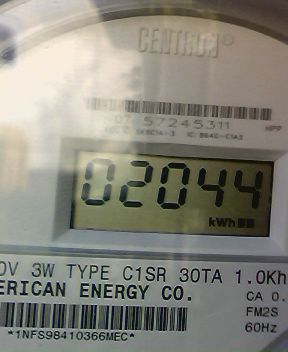 CENTRON®
07 57245311
02044
kWh
0V 3W TYPE C1SR 30TA 1.0Kh
ERICAN ENERGY CO. CA 0.
FM2S
*1NFS98410366MEC* 60Hz